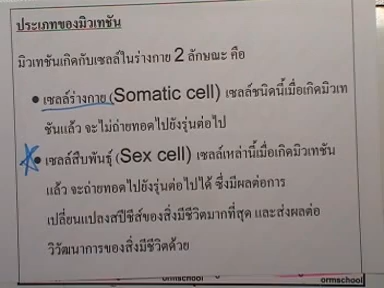 ประเภทของมิวเทชัน
มิวเทชันเกิดกับเซลล์ในร่างกาย 2 ลักษณะ คือ
● เซลล์ร่างกาย (Somatic cell) เซลล์ชนิดนี้เมื่อเกิดมิวเท
ชันแล้ว จะไม่ถ่ายทอดไปยังรุ่นต่อไป
● เซลล์สืบพันธุ์ (Sex cell) เซลล์เหล่านี้เมื่อเกิดมิวเทชัน
แล้ว จะถ่ายทอดไปยังรุ่นต่อไปได้ ซึ่งมีผลต่อการ
เปลี่ยนแปลงสปีชีส์ของสิ่งมีชีวิตมากที่สุด และส่งผลต่อ
วิวัฒนาการของสิ่งมีชีวิตด้วย
ormschool ormschool